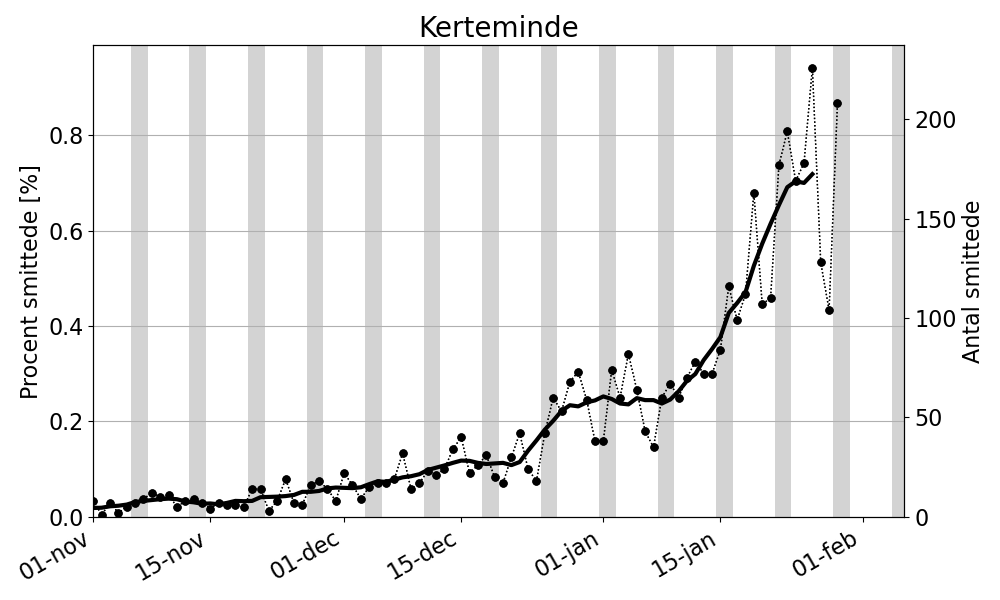 Kerteminde
Procent smittede [%]
0.8
0.6
0.4
0.2
0.0
200
150
100
50
0
Antal smittede
01-nov
15-nov
01-dec
15-dec
01-jan
15-jan
01-feb